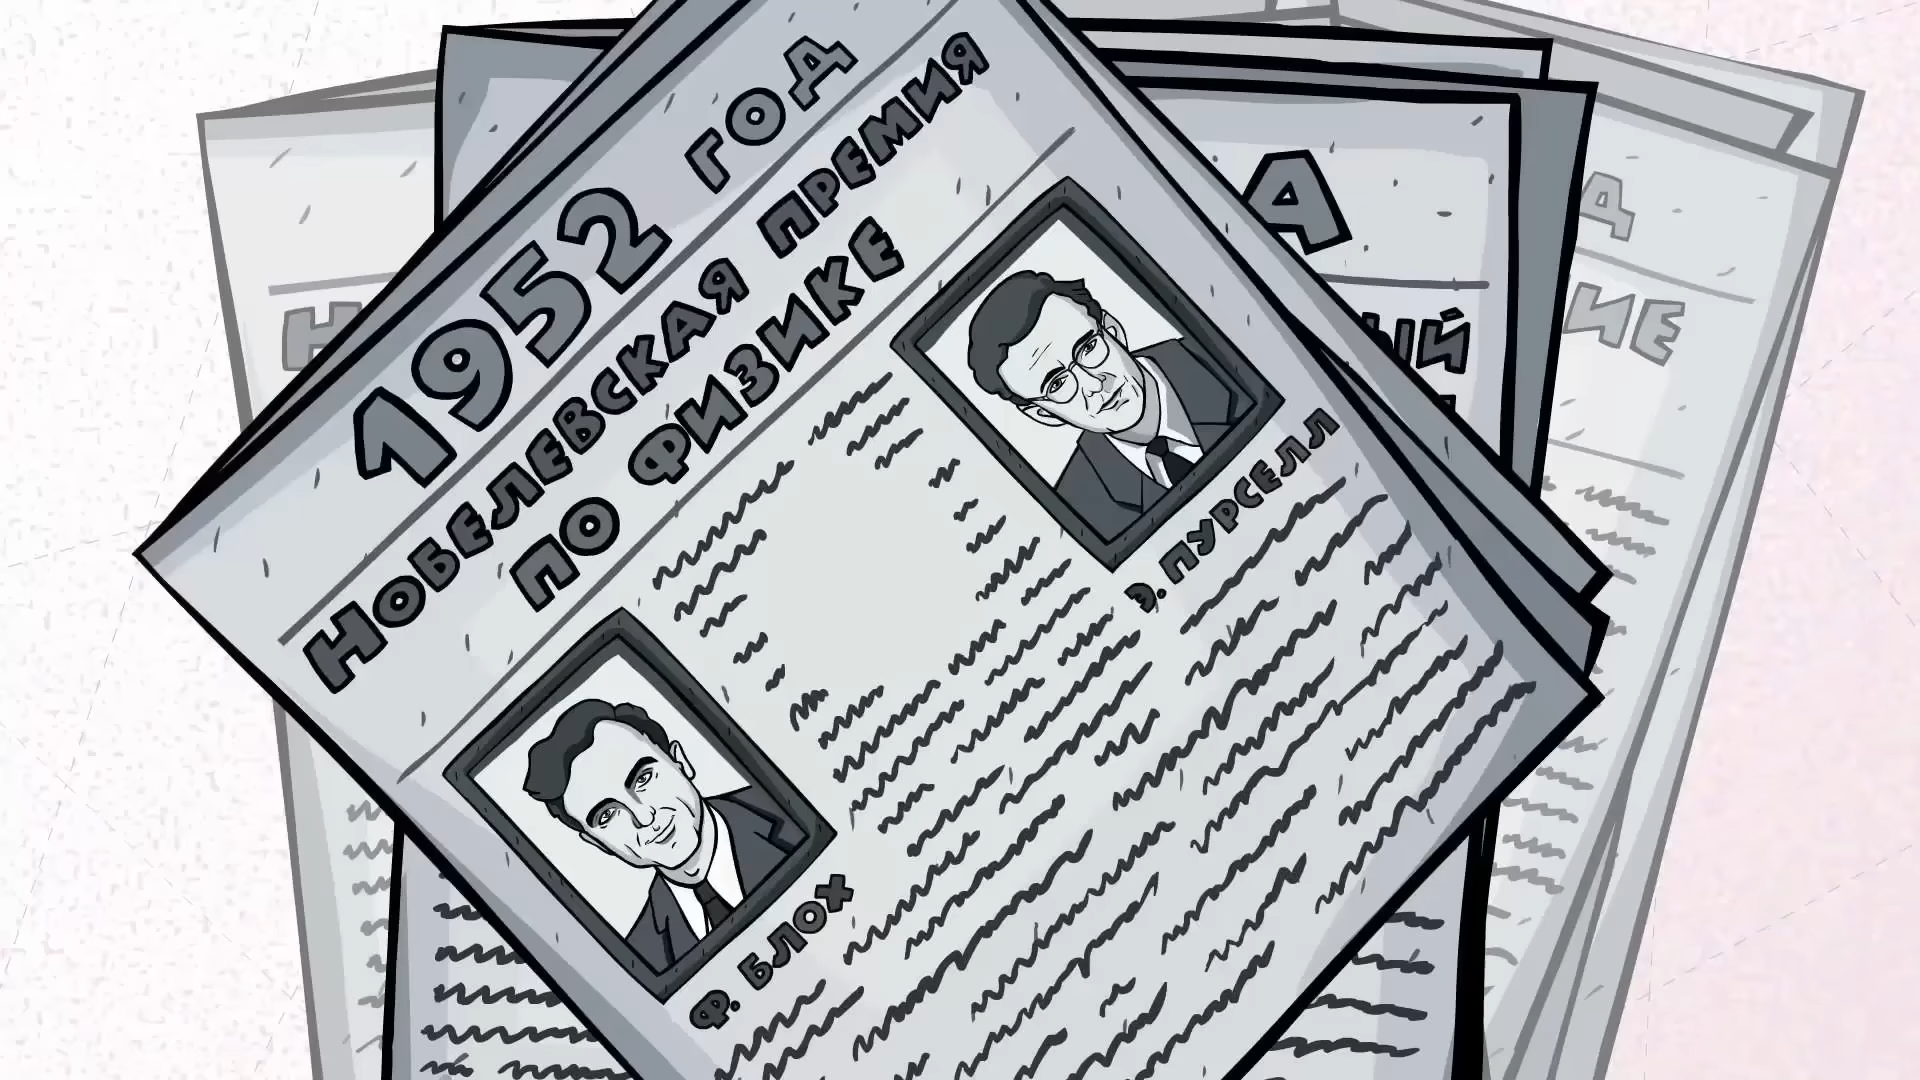 1952 ГОД
НОБЕЛЕВСКАЯ ПРЕМИЯ
ПО ФИЗИКЕ
Э. ПУРСЕЛЛ
Ф. БЛОХ